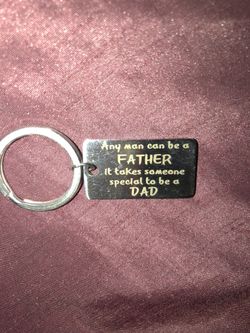 Any man can be a
FATHER
it takes someone
special to be a
DAD